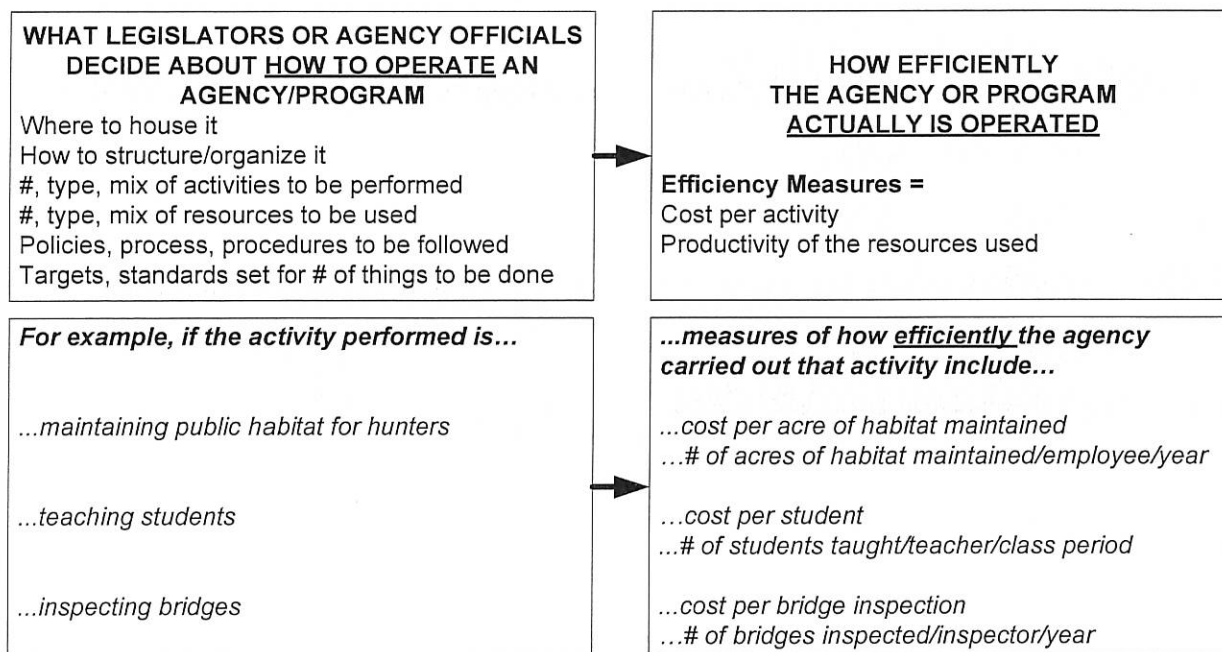 WHAT LEGISLATORS OR AGENCY OFFICIALS
DECIDE ABOUT HOW TO OPERATE AN
AGENCY/PROGRAM
Where to house it
How to structure/organize it
#, type, mix of activities to be performed
#, type, mix of resources to be used
Policies, process, procedures to be followed
Targets, standards set for # of things to be done
HOW EFFICIENTLY
THE AGENCY OR PROGRAM
ACTUALLY IS OPERATED
Efficiency Measures =
Cost per activity
Productivity of the resources used
For example, if the activity performed is...
...maintaining public habitat for hunters
...teaching students
...inspecting bridges
...measures of how efficiently the agency
carried out that activity include...
...cost per acre of habitat maintained
...# of acres of habitat maintained/employee/year
...cost per student
...# of students taught/teacher/class period
...cost per bridge inspection
...# of bridges inspected/inspector/year